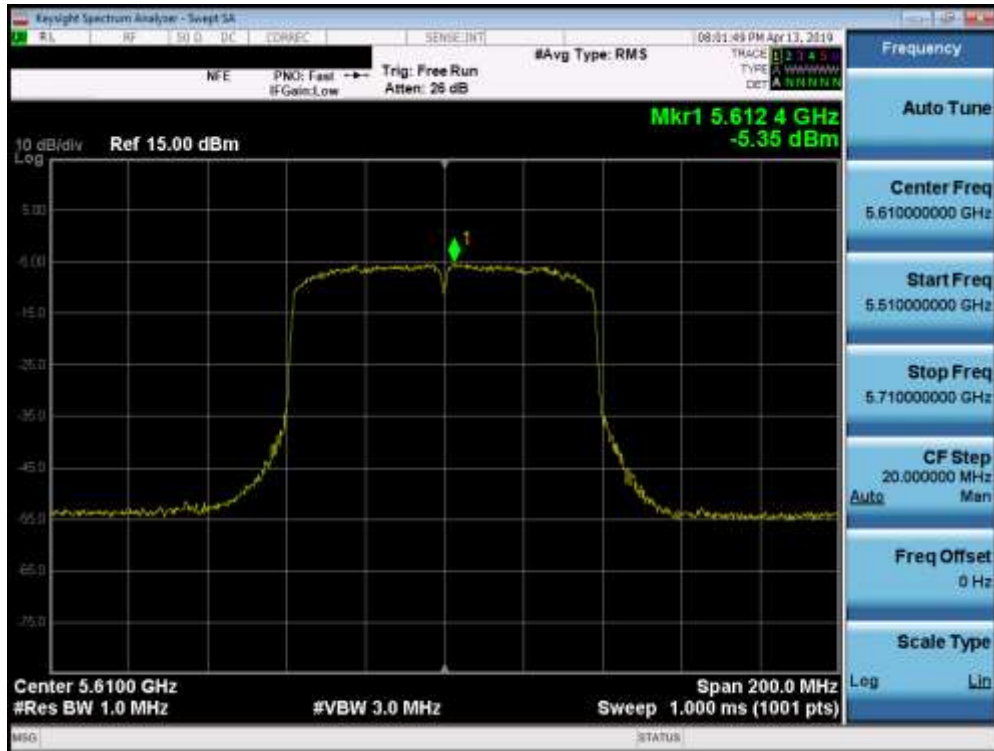 Keysight Spectrum Analyzer - Swept SA
RL RF 50 Ω DC CORREC SENSE:INT 08:01:49 PM Apr 13, 2019
NFE PNO: Fast Trig: Free Run #Avg Type: RMS TRACE 1 2 3 4 5 6
IFGain:Low Atten: 26 dB TYPE A WWWWW
DET A NNNNN
Mkr1 5.612 4 GHz
-5.35 dBm
10 dB/div Ref 15.00 dBm
Log
5.00
-5.00
-15.0
-25.0
-35.0
-45.0
-55.0
-65.0
-75.0
1
Center 5.6100 GHz Span 200.0 MHz
#Res BW 1.0 MHz #VBW 3.0 MHz Sweep 1.000 ms (1001 pts)
MSG STATUS
Frequency
Auto Tune
Center Freq
5.610000000 GHz
Start Freq
5.510000000 GHz
Stop Freq
5.710000000 GHz
CF Step
20.000000 MHz
Auto Man
Freq Offset
0 Hz
Scale Type
Log Lin